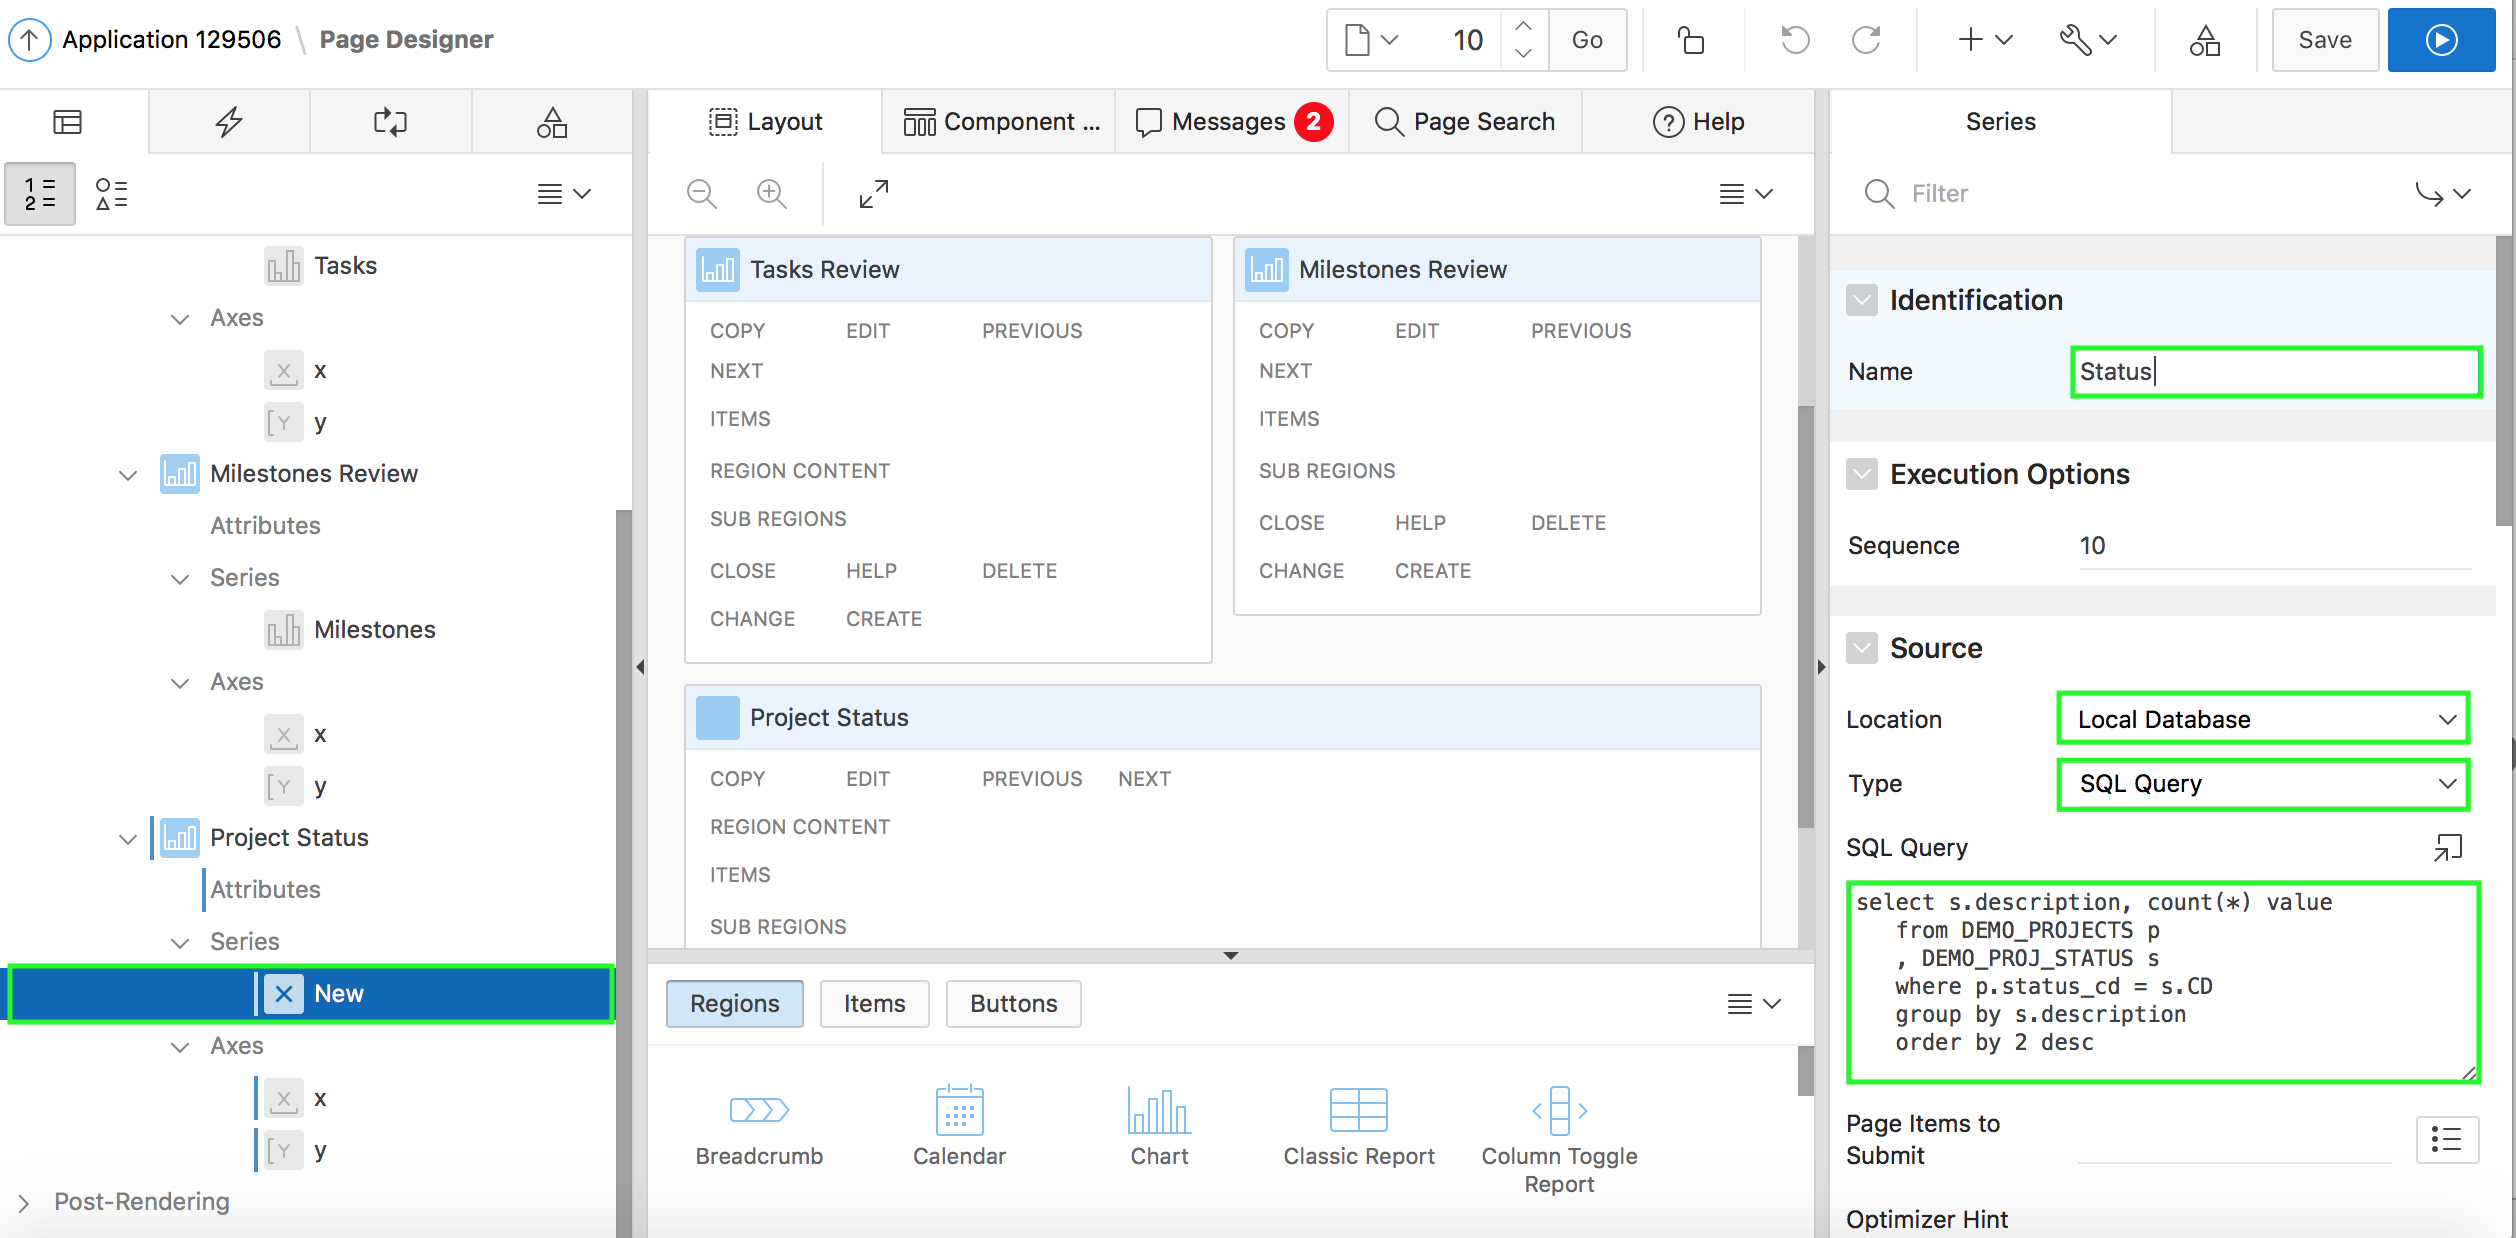 Application 129506 \ Page Designer
10
Go
Save
Layout
Component ...
Messages 2
Page Search
Help
Series
1
2
Filter
Tasks
Axes
x
y
Milestones Review
Attributes
Series
Milestones
Axes
x
y
Project Status
Attributes
Series
New
Axes
x
y
Post-Rendering
Tasks Review
COPY EDIT PREVIOUS
NEXT
ITEMS
REGION CONTENT
SUB REGIONS
CLOSE HELP DELETE
CHANGE CREATE
Milestones Review
COPY EDIT PREVIOUS
NEXT
ITEMS
SUB REGIONS
CLOSE HELP DELETE
CHANGE CREATE
Project Status
COPY EDIT PREVIOUS NEXT
REGION CONTENT
ITEMS
SUB REGIONS
Regions Items Buttons
Breadcrumb
Calendar
Chart
Classic Report
Column Toggle
Report
Identification
Name Status
Execution Options
Sequence 10
Source
Location Local Database
Type SQL Query
SQL Query
select s.description, count(*) value
from DEMO_PROJECTS p
, DEMO_PROJ_STATUS s
where p.status_cd = s.CD
group by s.description
order by 2 desc
Page Items to
Submit
Optimizer Hint